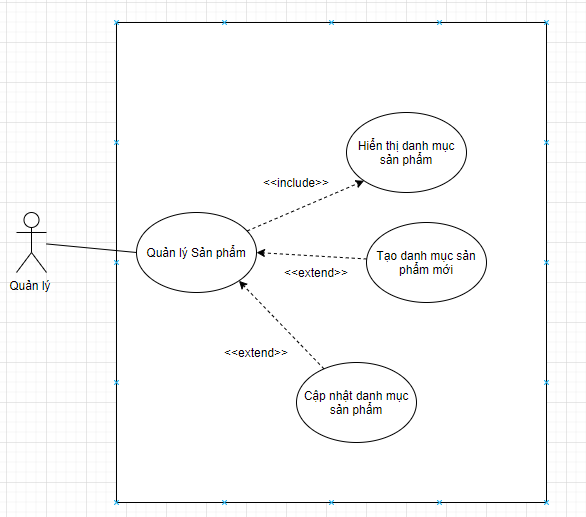 Hiển thị danh mục
sản phẩm
<<include>>
Quản lý Sản phẩm
Tạo danh mục sản
phẩm mới
<<extend>>
Quản lý
<<extend>>
Cập nhật danh mục
sản phẩm